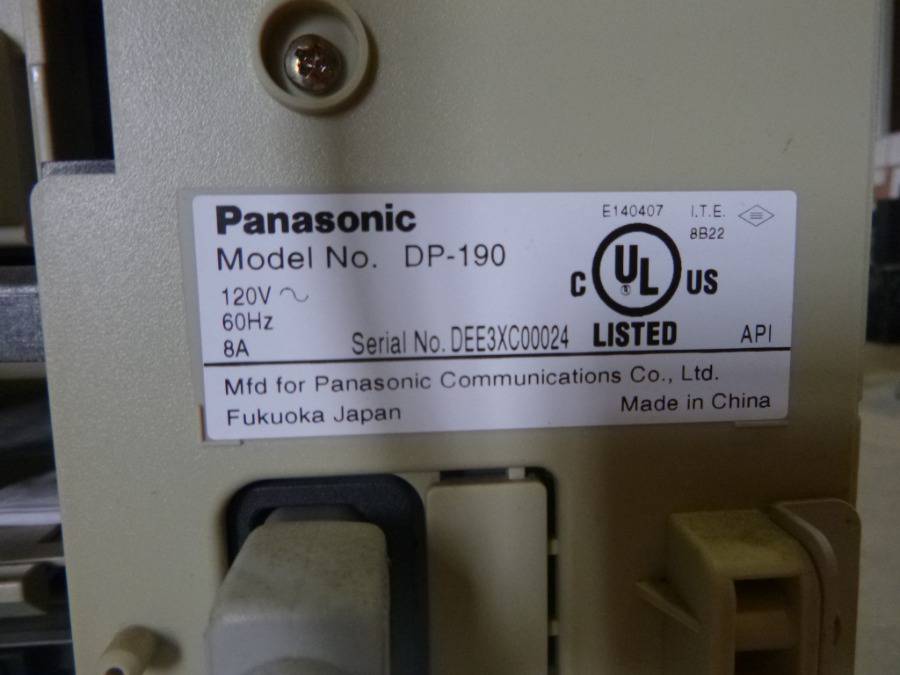 Panasonic
Model No. DP-190
120V
60Hz
8A
Serial No. DEE3XC00024
E140407 I.T.E.
8B22
C UL US
®
LISTED
API
Mfd for Panasonic Communications Co., Ltd.
Fukuoka Japan
Made in China